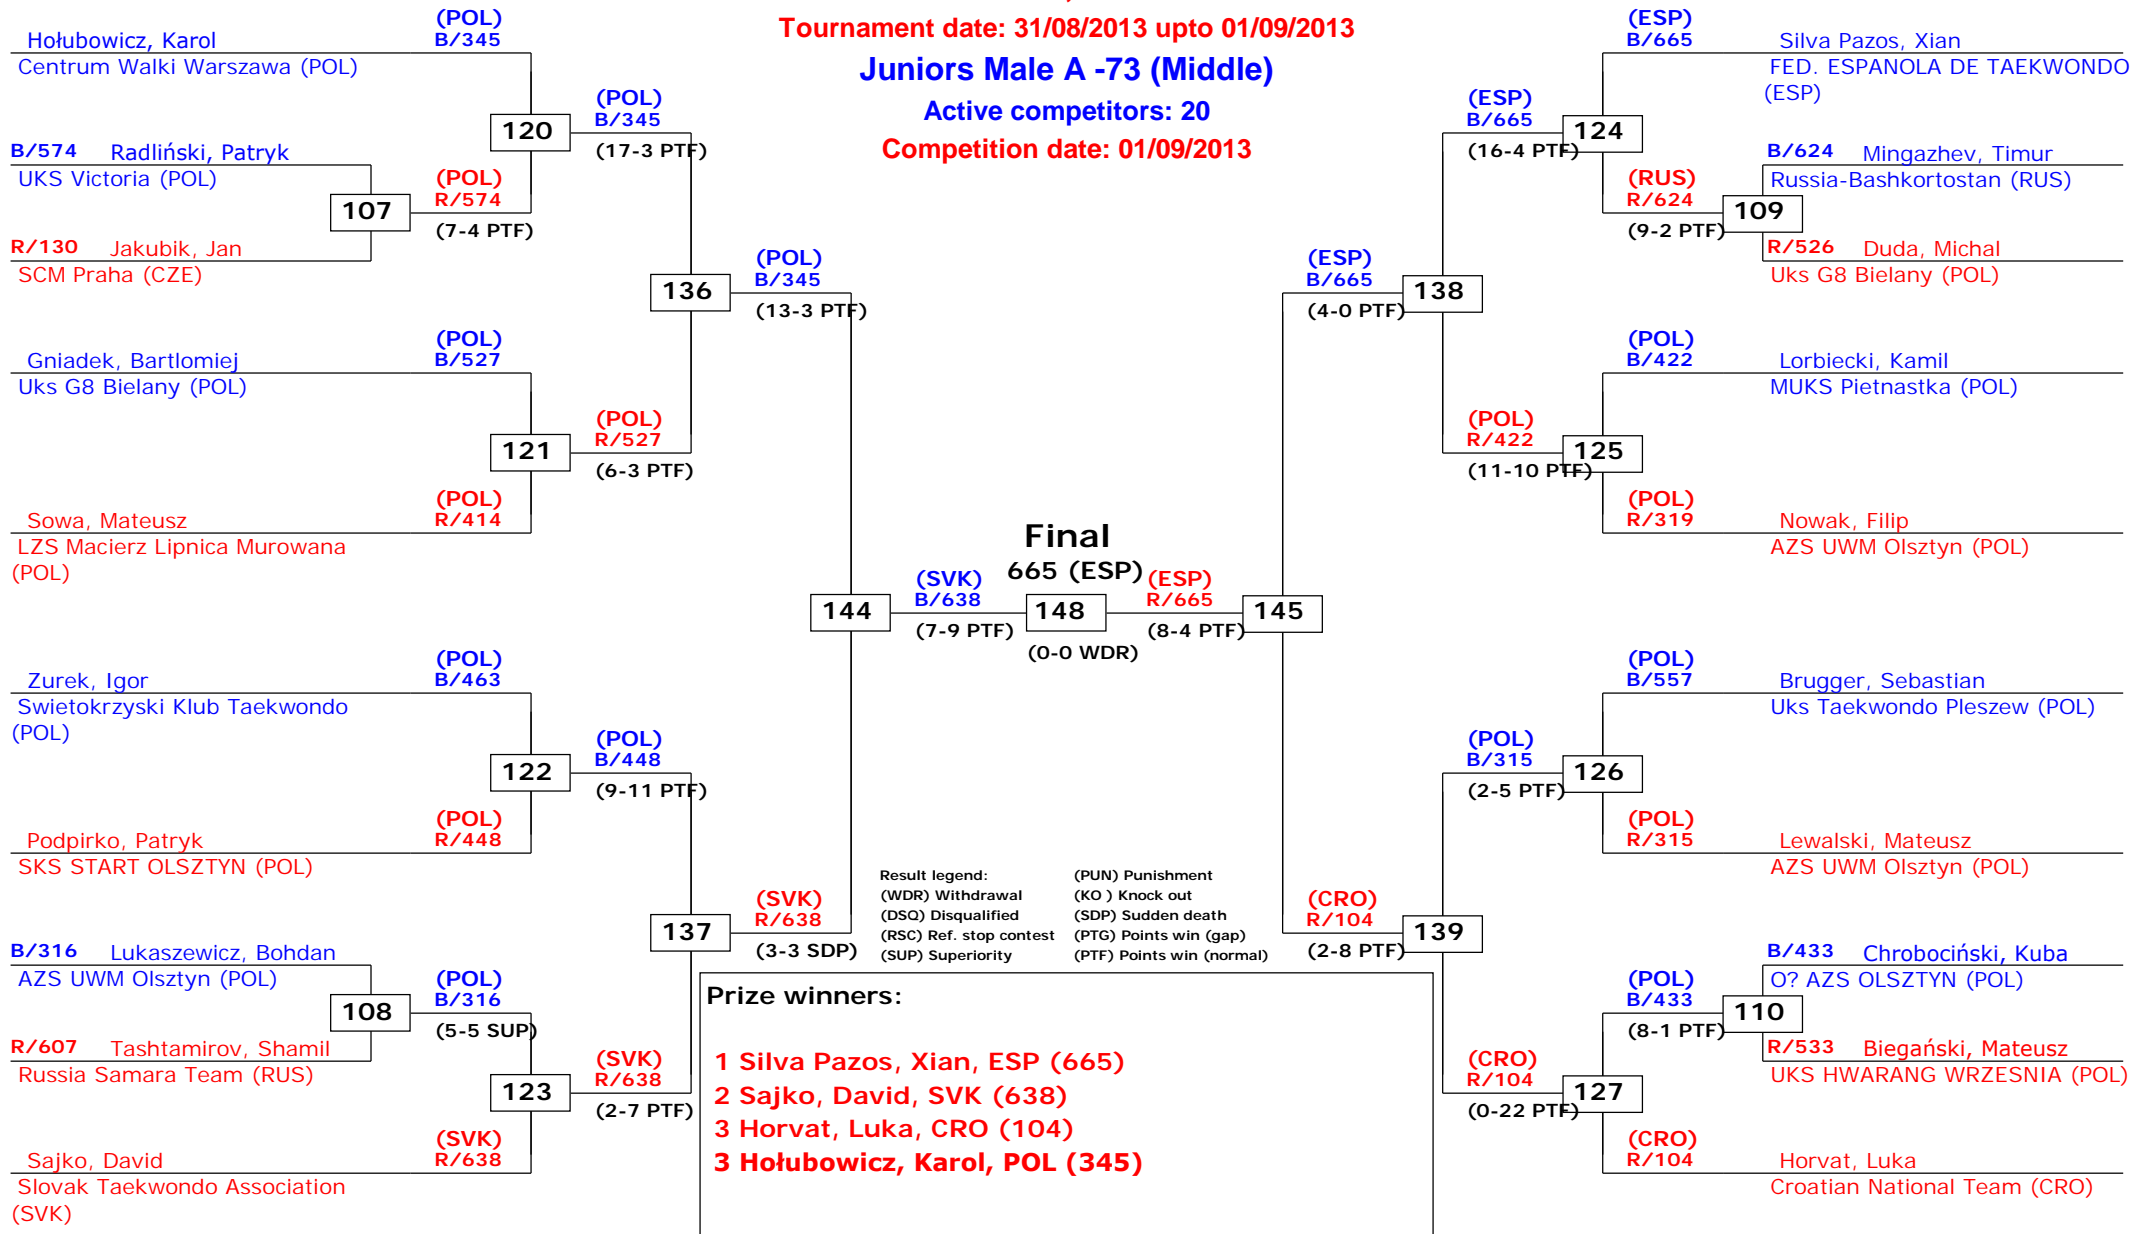 Tournament date: 31/08/2013 upto 01/09/2013
Juniors Male A -73 (Middle)
Active competitors: 20
Competition date: 01/09/2013
(POL)
B/345
Hołubowicz, Karol
Centrum Walki Warszawa (POL)
120
(POL)
B/345
(17-3 PTF)
B/574 Radliński, Patryk
UKS Victoria (POL)
107
(POL)
R/574
(7-4 PTF)
R/130 Jakubik, Jan
SCM Praha (CZE)
136
(POL)
B/345
(13-3 PTF)
(POL)
B/527
Gniadek, Bartlomiej
Uks G8 Bielany (POL)
121
(POL)
R/527
(6-3 PTF)
(POL)
R/414
Sowa, Mateusz
LZS Macierz Lipnica Murowana
(POL)
144
(SVK)
B/638
(7-9 PTF)
(POL)
B/463
Zurek, Igor
Swietokrzyski Klub Taekwondo
(POL)
122
(POL)
B/448
(9-11 PTF)
(POL)
R/448
Podpirko, Patryk
SKS START OLSZTYN (POL)
137
(SVK)
R/638
(3-3 SDP)
B/316 Lukaszewicz, Bohdan
AZS UWM Olsztyn (POL)
108
(POL)
B/316
(5-5 SUP)
R/607 Tashtamirov, Shamil
Russia Samara Team (RUS)
123
(SVK)
R/638
(2-7 PTF)
(SVK)
R/638
Sajko, David
Slovak Taekwondo Association
(SVK)
Final
665 (ESP)
148
(0-0 WDR)
(ESP)
R/665
(8-4 PTF)
145
(ESP)
B/665
Silva Pazos, Xian
FED. ESPANOLA DE TAEKWONDO
(ESP)
(ESP)
B/665
124
(16-4 PTF)
B/624 Mingazhev, Timur
Russia-Bashkortostan (RUS)
(RUS)
R/624
109
(9-2 PTF)
R/526 Duda, Michal
Uks G8 Bielany (POL)
(ESP)
B/665
138
(4-0 PTF)
(POL)
B/422
Lorbiecki, Kamil
MUKS Pietnastka (POL)
(POL)
R/422
125
(11-10 PTF)
(POL)
R/319
Nowak, Filip
AZS UWM Olsztyn (POL)
(POL)
B/557
Brugger, Sebastian
Uks Taekwondo Pleszew (POL)
(POL)
B/315
126
(2-5 PTF)
(POL)
R/315
Lewalski, Mateusz
AZS UWM Olsztyn (POL)
(CRO)
R/104
139
(2-8 PTF)
B/433 Chrobociński, Kuba
O? AZS OLSZTYN (POL)
(POL)
B/433
110
(8-1 PTF)
R/533 Biegański, Mateusz
UKS HWARANG WRZESNIA (POL)
(CRO)
R/104
127
(0-22 PTF)
(CRO)
R/104
Horvat, Luka
Croatian National Team (CRO)
Result legend:
(WDR) Withdrawal
(DSQ) Disqualified
(RSC) Ref. stop contest
(SUP) Superiority
(PUN) Punishment
(KO ) Knock out
(SDP) Sudden death
(PTG) Points win (gap)
(PTF) Points win (normal)
Prize winners:
1 Silva Pazos, Xian, ESP (665)
2 Sajko, David, SVK (638)
3 Horvat, Luka, CRO (104)
3 Hołubowicz, Karol, POL (345)